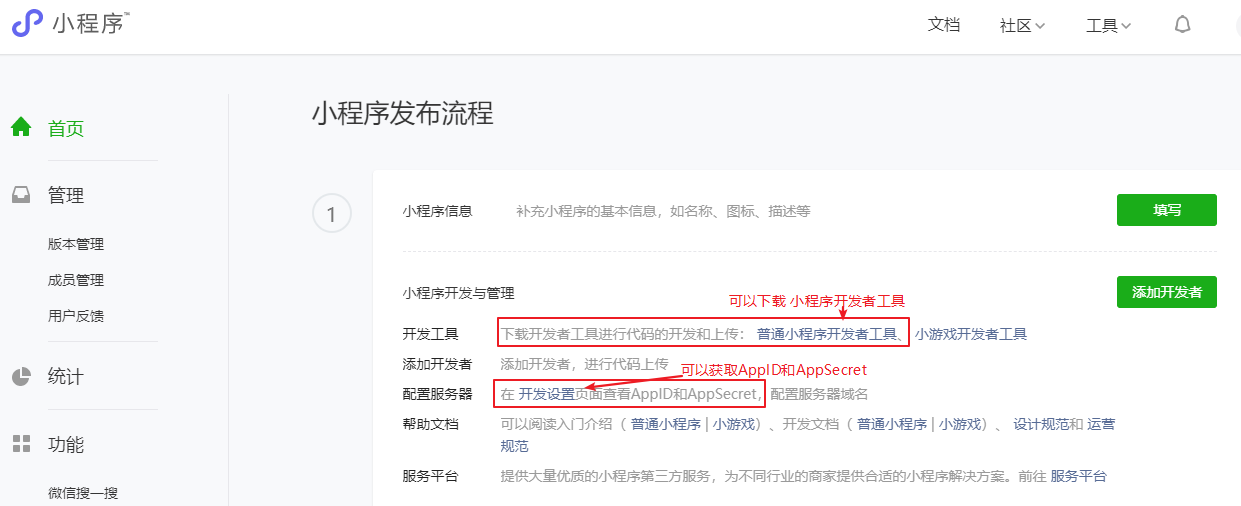 小程序™
文档 社区 工具
小程序发布流程
首页
管理
版本管理
成员管理
用户反馈
统计
功能
微信搜一搜
1
小程序信息 补充小程序的基本信息，如名称、图标、描述等 填写
小程序开发与管理 添加开发者
可以下载 小程序开发者工具
开发工具 下载开发者工具进行代码的开发和上传： 普通小程序开发者工具、 小游戏开发者工具
添加开发者 添加开发者，进行代码上传
可以获取AppID和AppSecret
配置服务器 在 开发设置页面查看AppID和AppSecret，配置服务器域名
帮助文档 可以阅读入门介绍（ 普通小程序 | 小游戏）、开发文档（ 普通小程序 | 小游戏）、 设计规范和 运营
规范
服务平台 提供大量优质的小程序第三方服务，为不同行业的商家提供合适的小程序解决方案。前往 服务平台